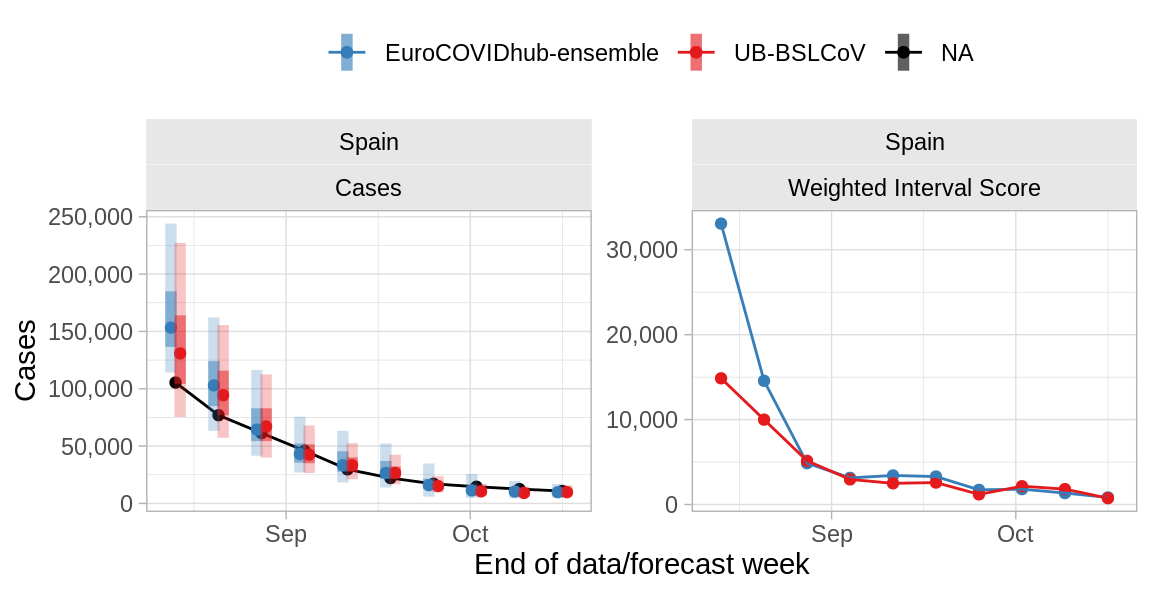 EuroCOVIDhub-ensemble UB-BSLCoV NA
Spain Spain
Cases Weighted Interval Score
Cases
250,000
200,000
150,000
100,000
50,000
0
30,000
20,000
10,000
0
Sep Oct Sep Oct
End of data/forecast week